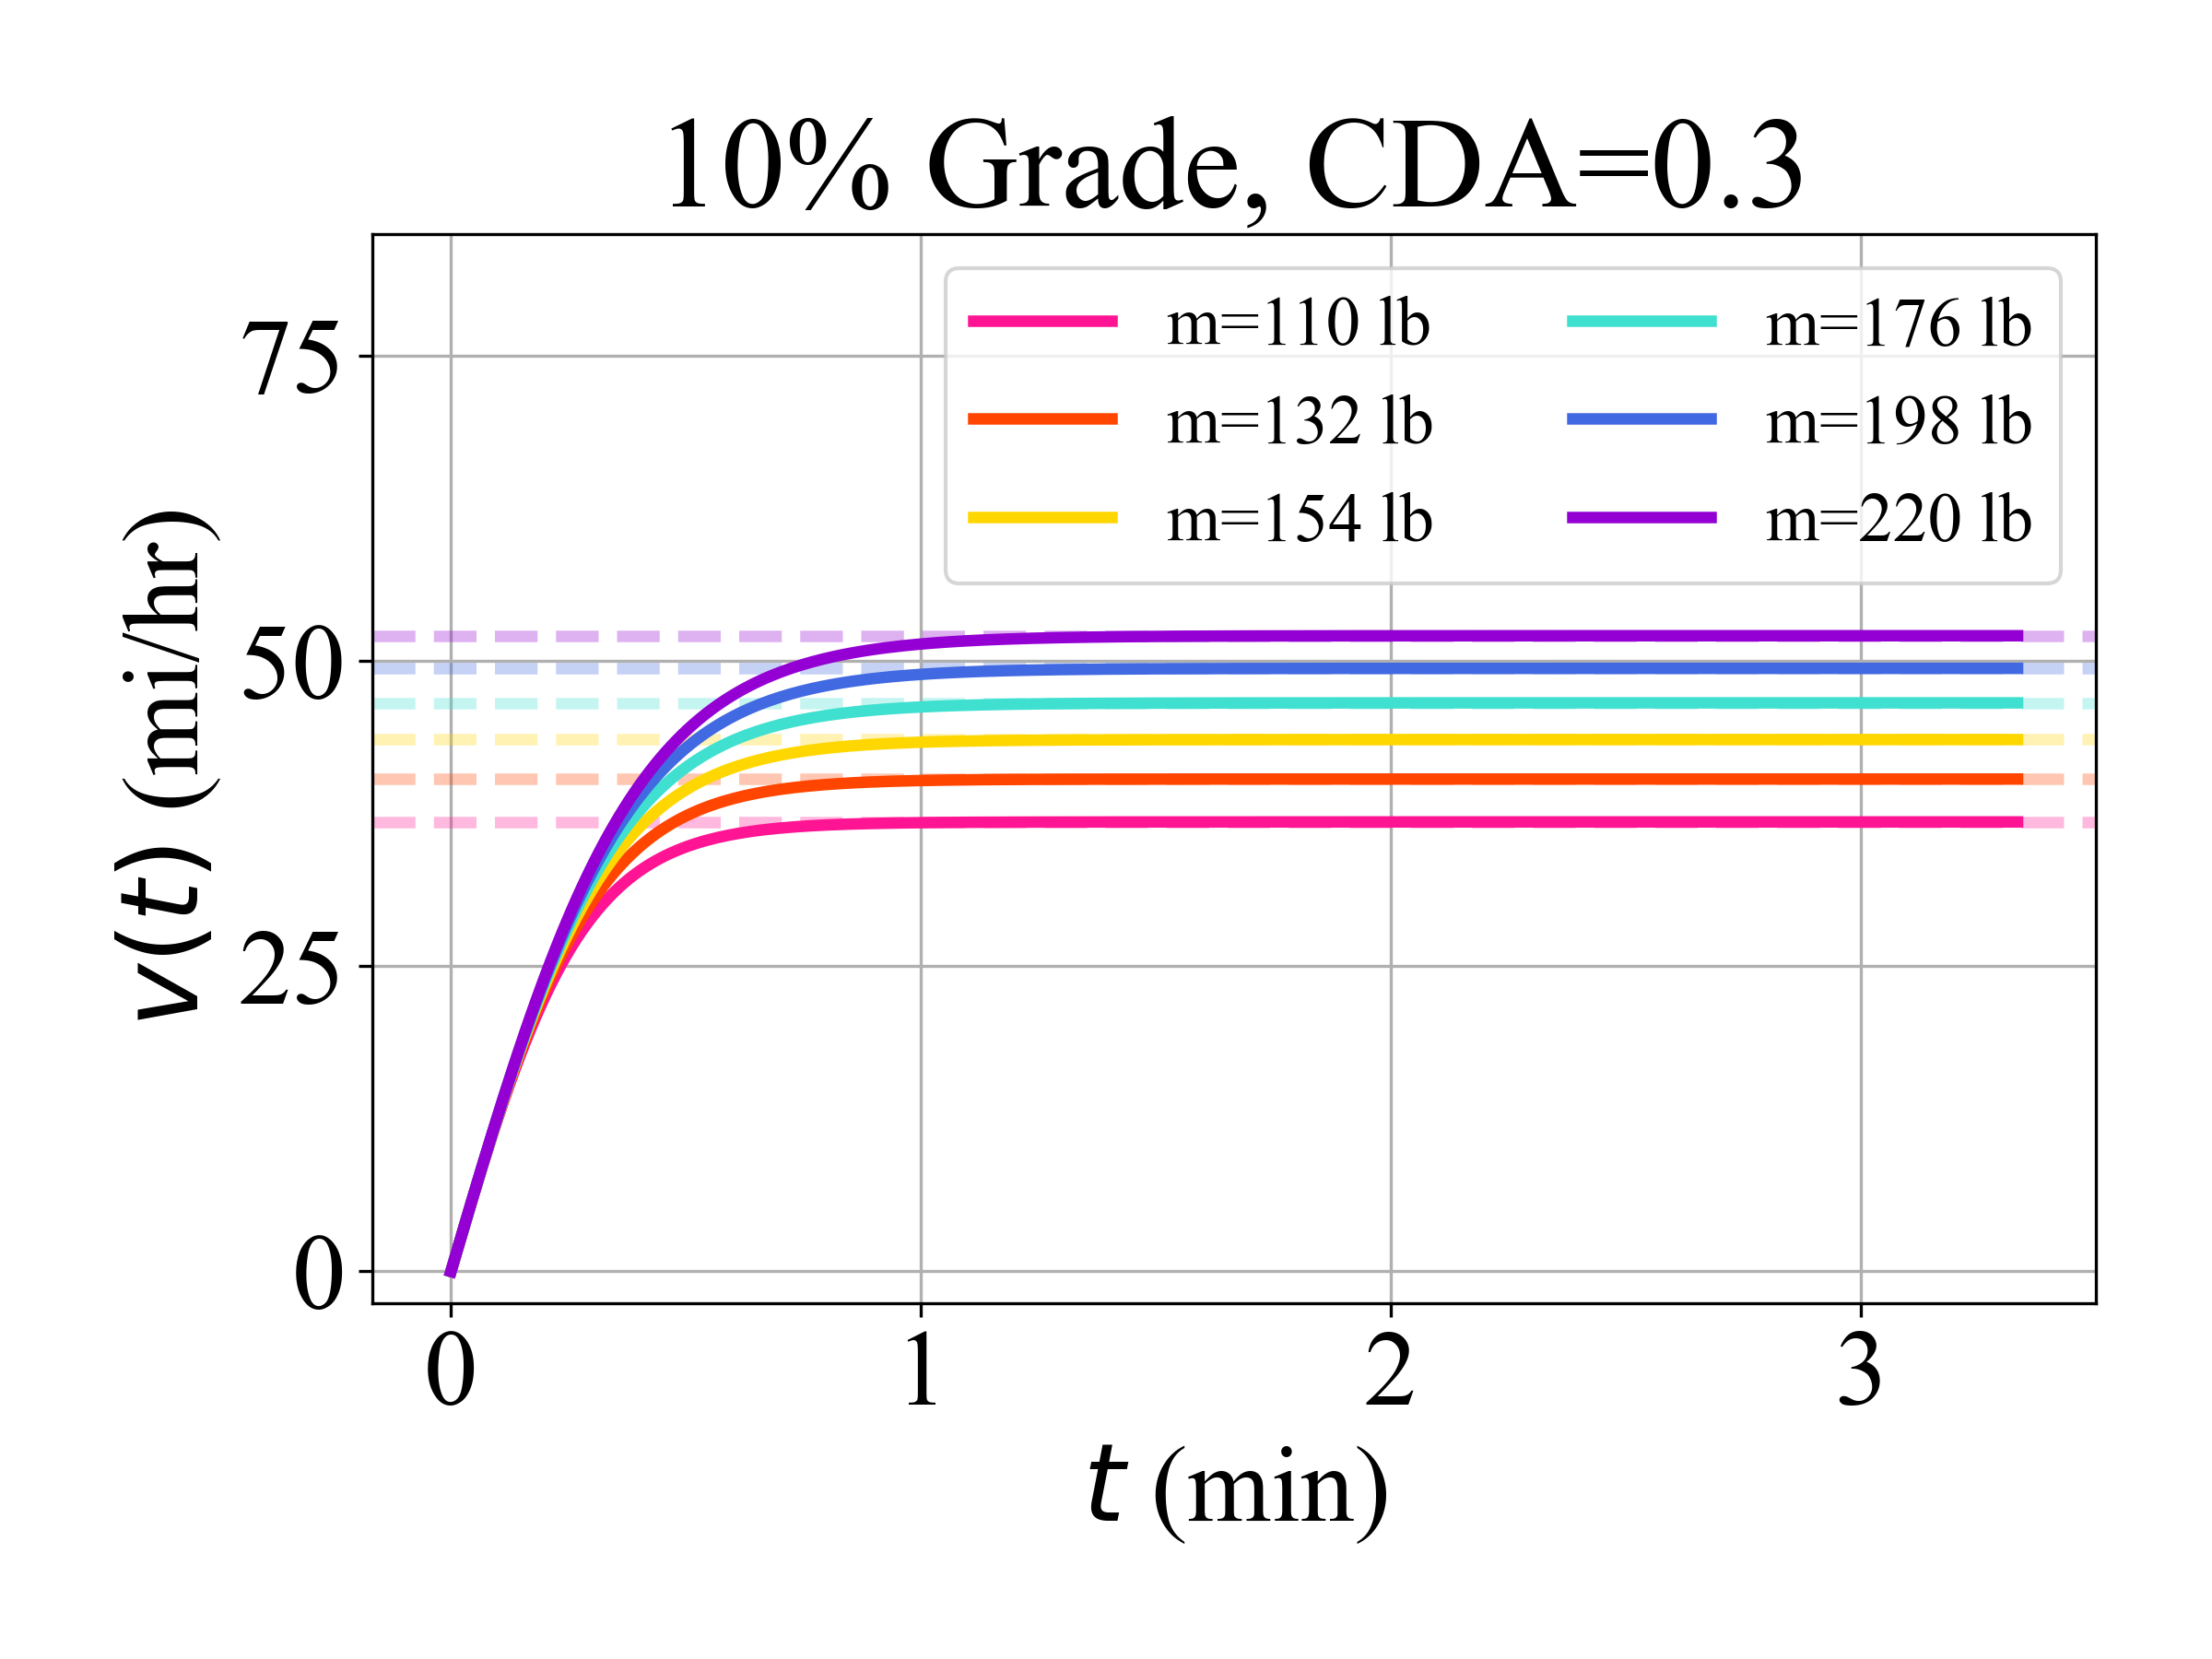 10% Grade, CDA=0.3
m=110 lb
m=132 lb
m=154 lb
m=176 lb
m=198 lb
m=220 lb
75
50
25
0
v(t) (mi/hr)
0 1 2 3
t (min)